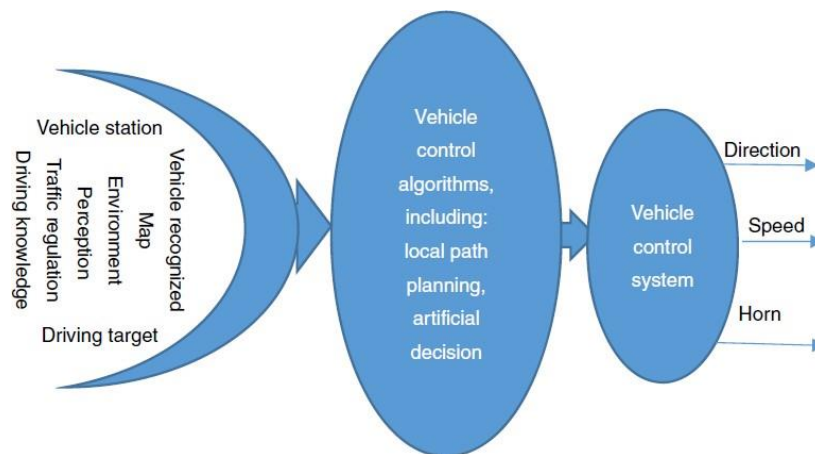 Vehicle station
Driving knowledge
Traffic regulation
Perception
Environment
Map
Vehicle recognized
Driving target
Vehicle
control
algorithms,
including:
local path
planning,
artificial
decision
Vehicle
control
system
Direction
Speed
Horn